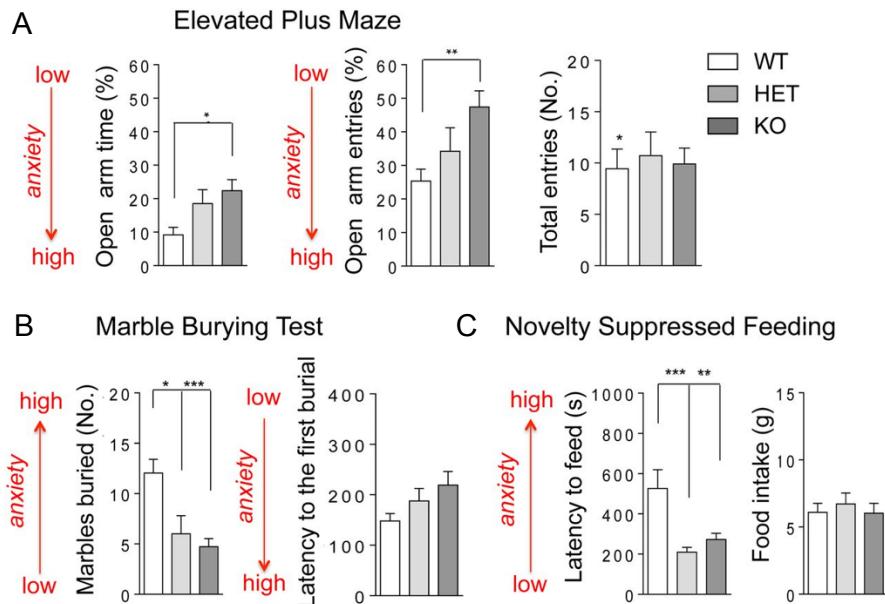 A
Elevated Plus Maze
low
anxiety
high
Open arm time (%)
60
50
40
30
20
10
0
*
low
anxiety
high
Open arm entries (%)
60
50
40
30
20
10
0
**
Total entries (No.)
20
15
10
5
0
*
WT
HET
KO
B
Marble Burying Test
high
anxiety
low
Marbles buried (No.)
20
15
10
5
0
* ***
low
anxiety
high
Latency to the first burial
400
300
200
100
0
C
Novelty Suppressed Feeding
high
anxiety
low
Latency to feed (s)
1000
800
600
400
200
0
*** **
Food intake (g)
15
10
5
0